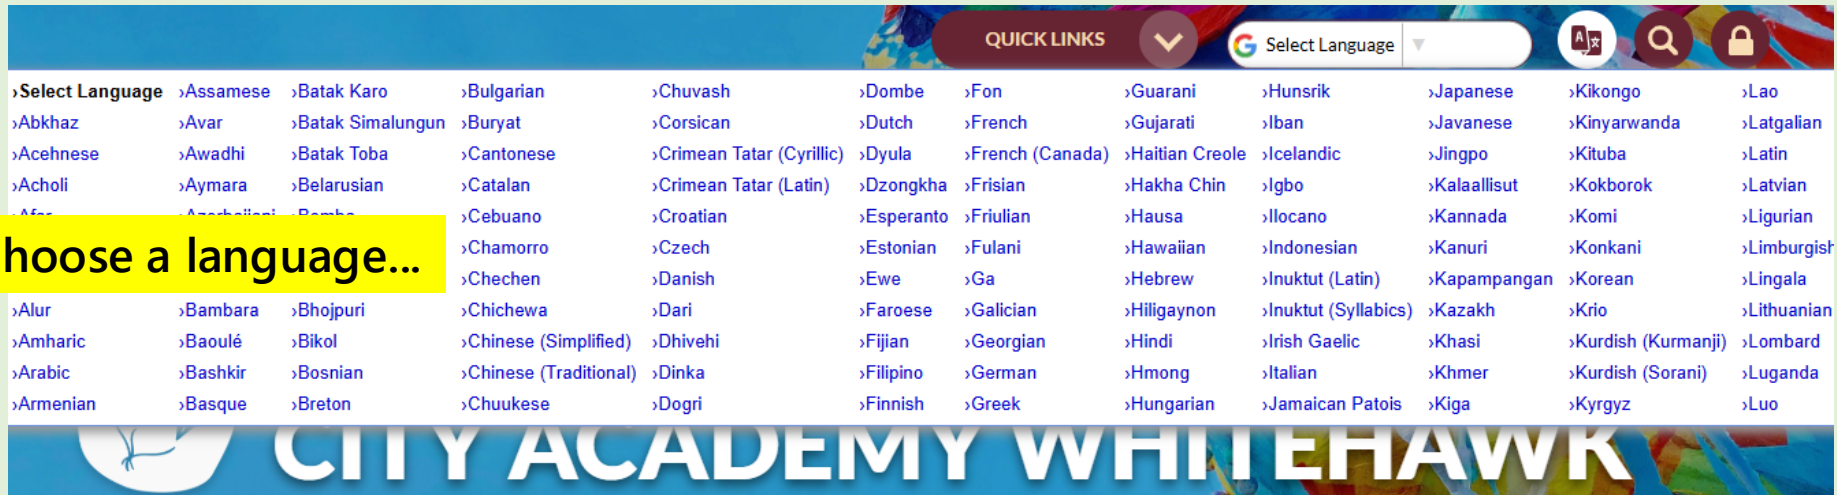 QUICK LINKS
Select Language
›Select Language ›Assamese ›Batak Karo ›Bulgarian ›Chuvash ›Dombe ›Fon ›Guarani ›Hunsrik ›Japanese ›Kikongo ›Lao
›Abkhaz ›Avar ›Batak Simalungun ›Buryat ›Corsican ›Dutch ›French ›Gujarati ›Iban ›Javanese ›Kinyarwanda ›Latgalian
›Acehnese ›Awadhi ›Batak Toba ›Cantonese ›Crimean Tatar (Cyrillic) ›Dyula ›French (Canada) ›Haitian Creole ›Icelandic ›Jingpo ›Kituba ›Latin
›Acholi ›Aymara ›Belarusian ›Catalan ›Crimean Tatar (Latin) ›Dzongkha ›Frisian ›Hakha Chin ›Igbo ›Kalaallisut ›Kokborok ›Latvian
›Cebuano ›Croatian ›Esperanto ›Friulian ›Hausa ›Ilocano ›Kannada ›Komi ›Ligurian
hoose a language...
›Chamorro ›Czech ›Estonian ›Fulani ›Hawaiian ›Indonesian ›Kanuri ›Konkani ›Limburgish
›Chechen ›Danish ›Ewe ›Ga ›Hebrew ›Inuktut (Latin) ›Kapampangan ›Korean ›Lingala
›Alur ›Bambara ›Bhojpuri ›Chichewa ›Dari ›Faroese ›Galician ›Hiligaynon ›Inuktut (Syllabics) ›Kazakh ›Krio ›Lithuanian
›Amharic ›Baoulé ›Bikol ›Chinese (Simplified) ›Dhivehi ›Fijian ›Georgian ›Hindi ›Irish Gaelic ›Khasi ›Kurdish (Kurmanji) ›Lombard
›Arabic ›Bashkir ›Bosnian ›Chinese (Traditional) ›Dinka ›Filipino ›German ›Hmong ›Italian ›Khmer ›Kurdish (Sorani) ›Luganda
›Armenian ›Basque ›Breton ›Chuukese ›Dogri ›Finnish ›Greek ›Hungarian ›Jamaican Patois ›Kiga ›Kyrgyz ›Luo
CITY ACADEMY WHITEHAWK